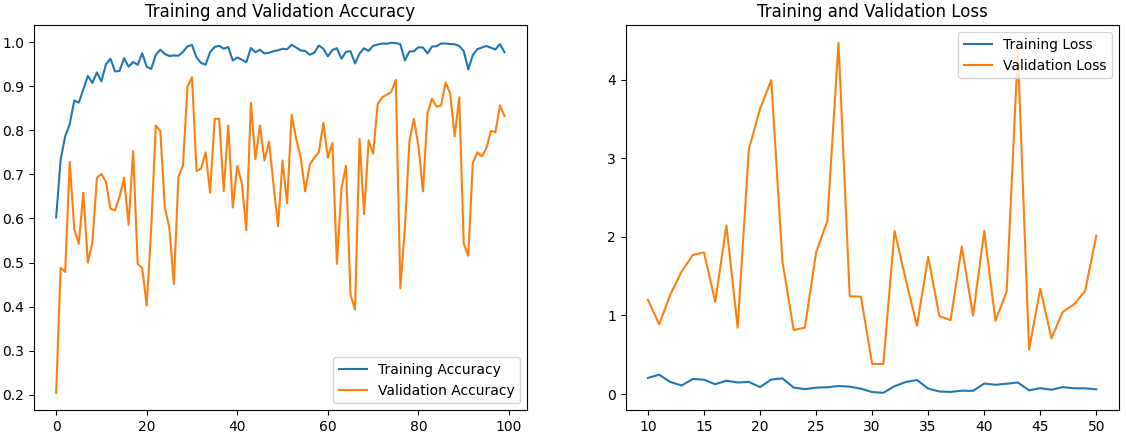 Training and Validation Accuracy
1.0
0.9
0.8
0.7
0.6
0.5
0.4
0.3
0.2
0 20 40 60 80 100
Training Accuracy
Validation Accuracy
Training and Validation Loss
4
3
2
1
0
10 15 20 25 30 35 40 45 50
Training Loss
Validation Loss